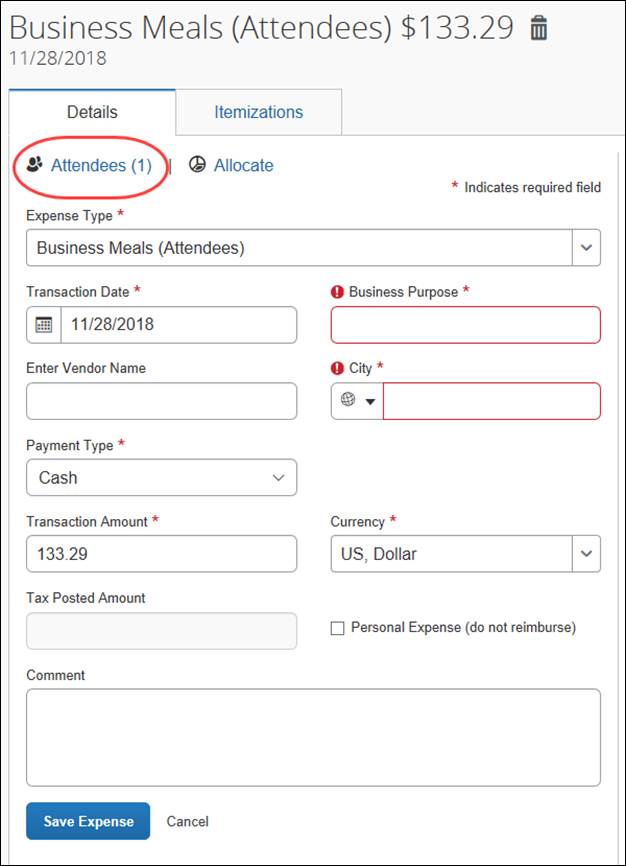 Business Meals (Attendees) $133.29
11/28/2018
Details
Itemizations
Attendees (1) | Allocate
* Indicates required field
Expense Type *
Business Meals (Attendees)
Transaction Date *
11/28/2018
Business Purpose *
Enter Vendor Name
City *
Payment Type *
Cash
Transaction Amount *
133.29
Currency *
US, Dollar
Tax Posted Amount
Personal Expense (do not reimburse)
Comment
Save Expense
Cancel